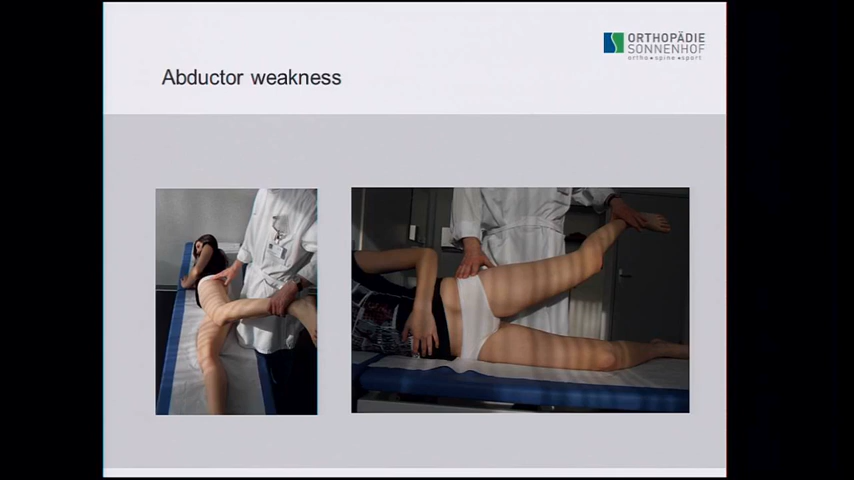 ORTHOPÄDIE
SONNENHOF
ortho spine sport
Abductor weakness